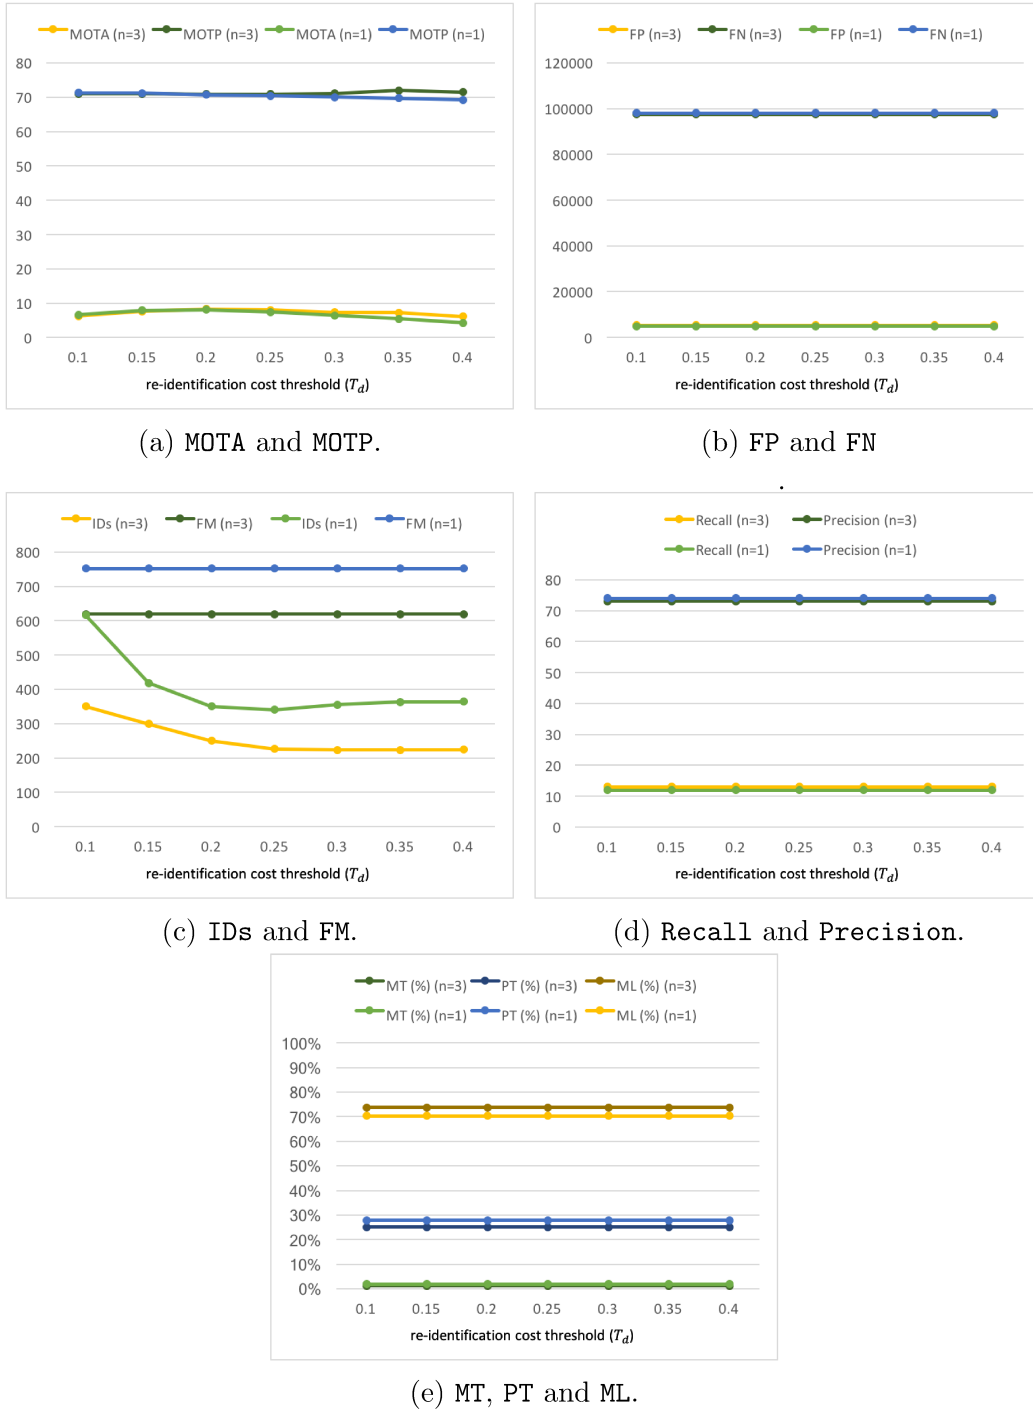 MOTA (n=3) MOTP (n=3) MOTA (n=1) MOTP (n=1)
80
70
60
50
40
30
20
10
0
0.1 0.15 0.2 0.25 0.3 0.35 0.4
re-identification cost threshold (T_d)
(a) MOTA and MOTP.
FP (n=3) FN (n=3) FP (n=1) FN (n=1)
120000
100000
80000
60000
40000
20000
0
0.1 0.15 0.2 0.25 0.3 0.35 0.4
re-identification cost threshold (T_d)
(b) FP and FN
.
IDs (n=3) FM (n=3) IDs (n=1) FM (n=1)
800
700
600
500
400
300
200
100
0
0.1 0.15 0.2 0.25 0.3 0.35 0.4
re-identification cost threshold (T_d)
(c) IDs and FM.
Recall (n=3) Precision (n=3)
Recall (n=1) Precision (n=1)
80
70
60
50
40
30
20
10
0
0.1 0.15 0.2 0.25 0.3 0.35 0.4
re-identification cost threshold (T_d)
(d) Recall and Precision.
MT (%) (n=3) PT (%) (n=3) ML (%) (n=3)
MT (%) (n=1) PT (%) (n=1) ML (%) (n=1)
100%
90%
80%
70%
60%
50%
40%
30%
20%
10%
0%
0.1 0.15 0.2 0.25 0.3 0.35 0.4
re-identification cost threshold (T_d)
(e) MT, PT and ML.